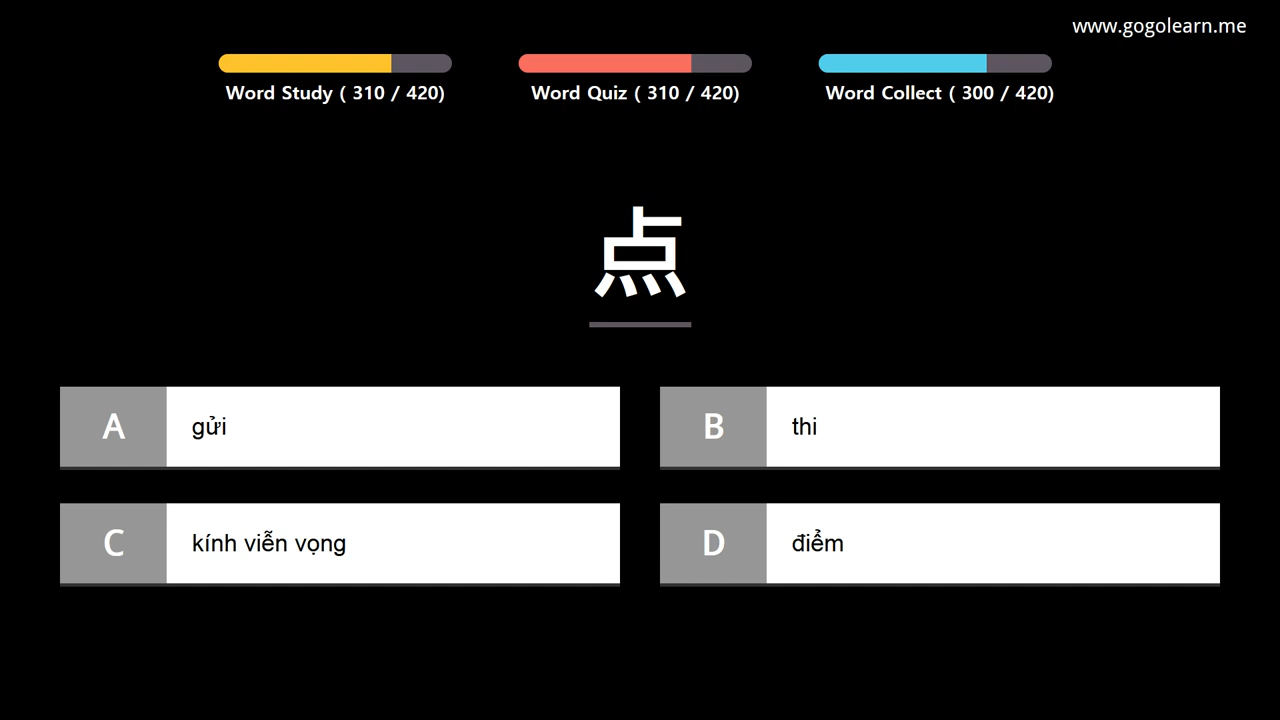 www.gogolearn.me
Word Study ( 310 / 420)
Word Quiz ( 310 / 420)
Word Collect ( 300 / 420)
点
A gửi
B thi
C kính viễn vọng
D điểm